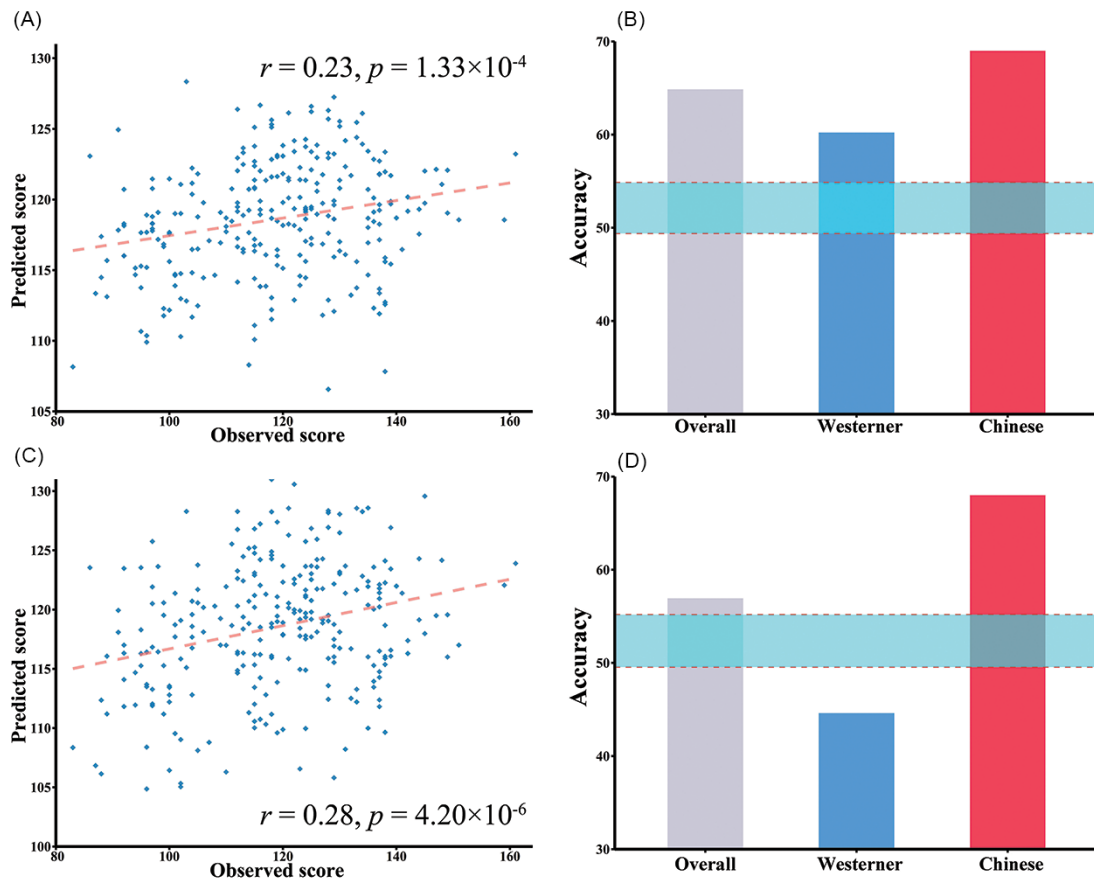 (A)
r = 0.23, p = 1.33×10⁻⁴
Predicted score
130
125
120
115
110
105
80 100 120 140 160
Observed score
(B)
Accuracy
70
60
50
40
30
Overall Westerner Chinese
(C)
Predicted score
130
125
120
115
110
105
100
r = 0.28, p = 4.20×10⁻⁶
80 100 120 140 160
Observed score
(D)
Accuracy
70
60
50
40
30
Overall Westerner Chinese